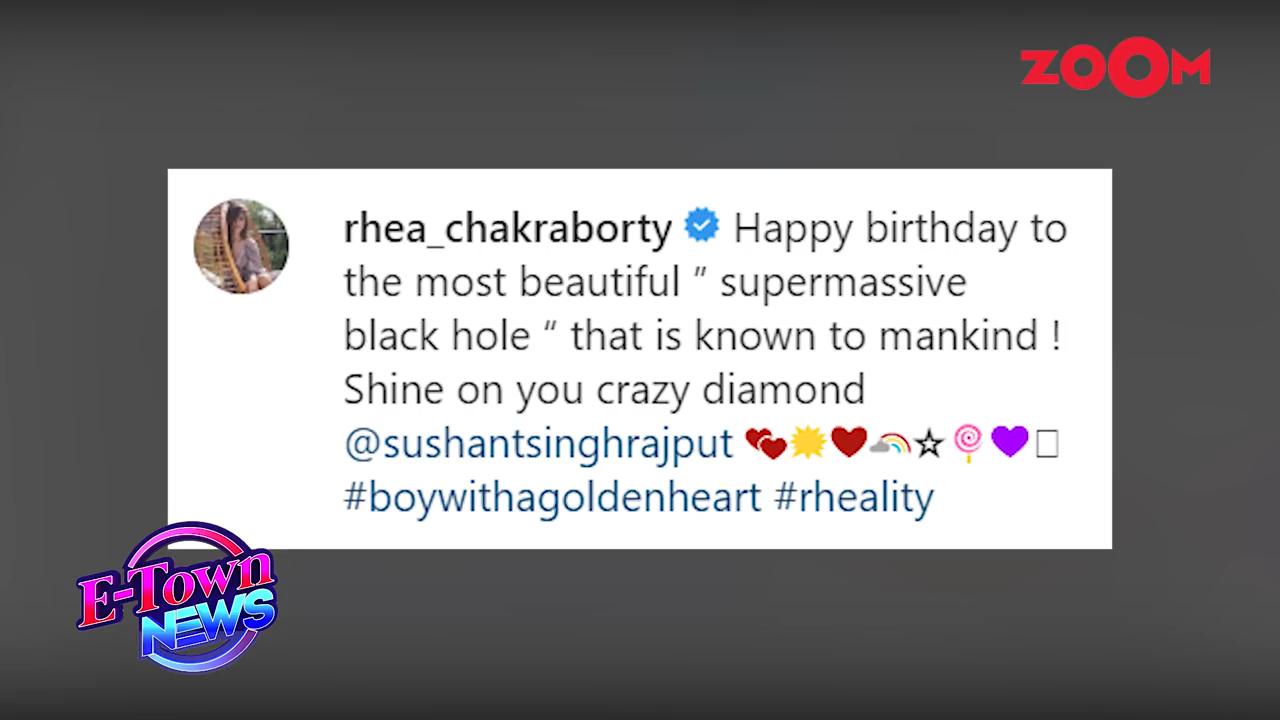 ZOOM
rhea_chakraborty Happy birthday to
the most beautiful " supermassive
black hole “ that is known to mankind !
Shine on you crazy diamond
@sushantsinghrajput 💕☀️❤️🌦️☆🍭💜□
#boywithagoldenheart #rheality
E-TOWN
NEWS